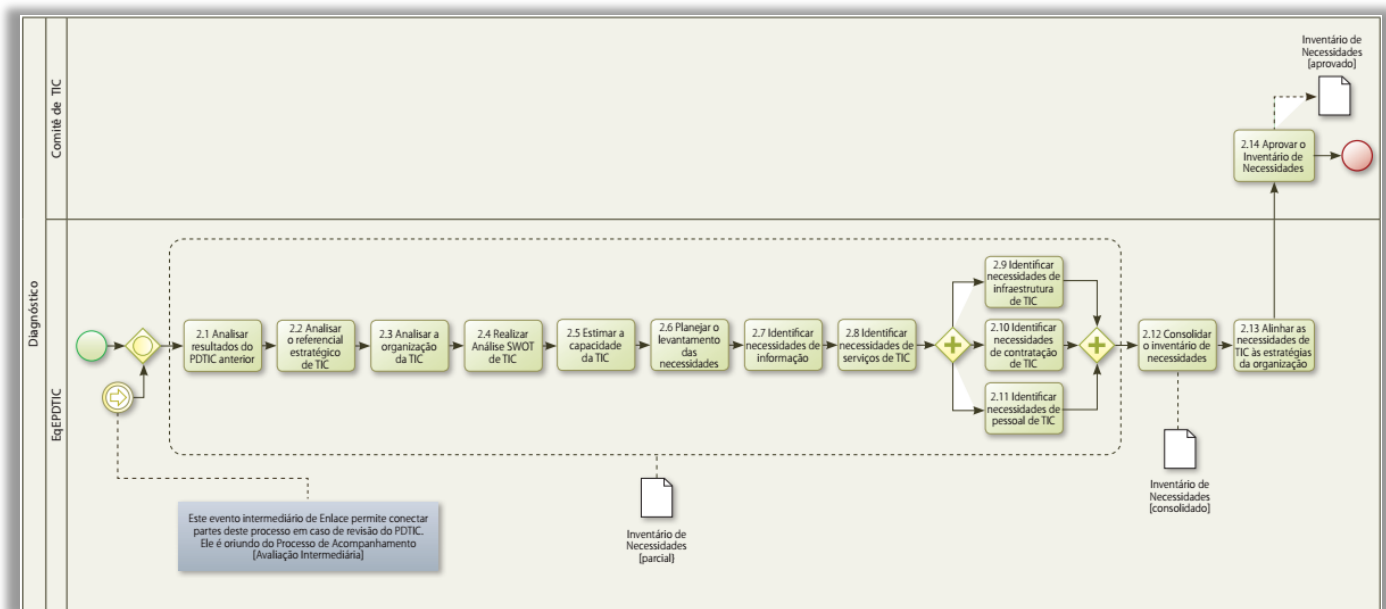 Diagnóstico
Comitê de TIC
Inventário de
Necessidades
[aprovado]
2.14 Aprovar o
Inventário de
Necessidades
EqEPDTIC
2.1 Analisar
resultados do
PDTIC anterior
2.2 Analisar
o referencial
estratégico
de TIC
2.3 Analisar a
organização
da TIC
2.4 Realizar
Análise SWOT
de TIC
2.5 Estimar a
capacidade
da TIC
2.6 Planejar o
levantamento
das
necessidades
2.7 Identificar
necessidades
de informação
2.8 Identificar
necessidades de
serviços de TIC
2.9 Identificar
necessidades de
infraestrutura
de TIC
2.10 Identificar
necessidades
de contratação
de TIC
2.11 Identificar
necessidades de
pessoal de TIC
2.12 Consolidar
o inventário de
necessidades
2.13 Alinhar as
necessidades de
TIC às estratégias
da organização
Este evento intermediário de Enlace permite conectar
partes deste processo em caso de revisão do PDTIC.
Ele é oriundo do Processo de Acompanhamento
[Avaliação Intermediária]
Inventário de
Necessidades
[parcial}
Inventário de
Necessidades
[consolidado]